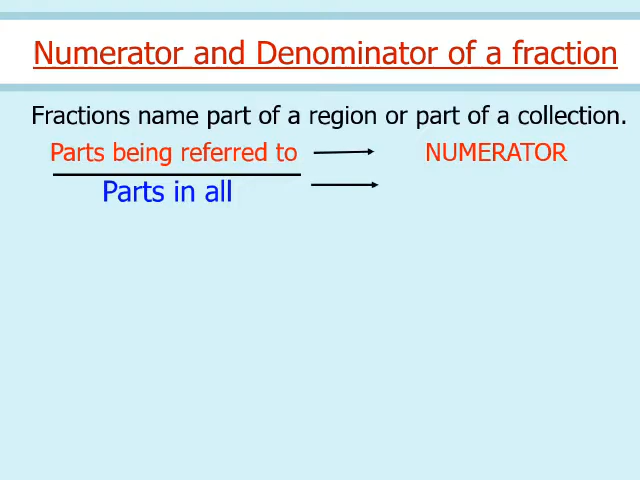 Numerator and Denominator of a fraction
Fractions name part of a region or part of a collection.
Parts being referred to NUMERATOR
Parts in all